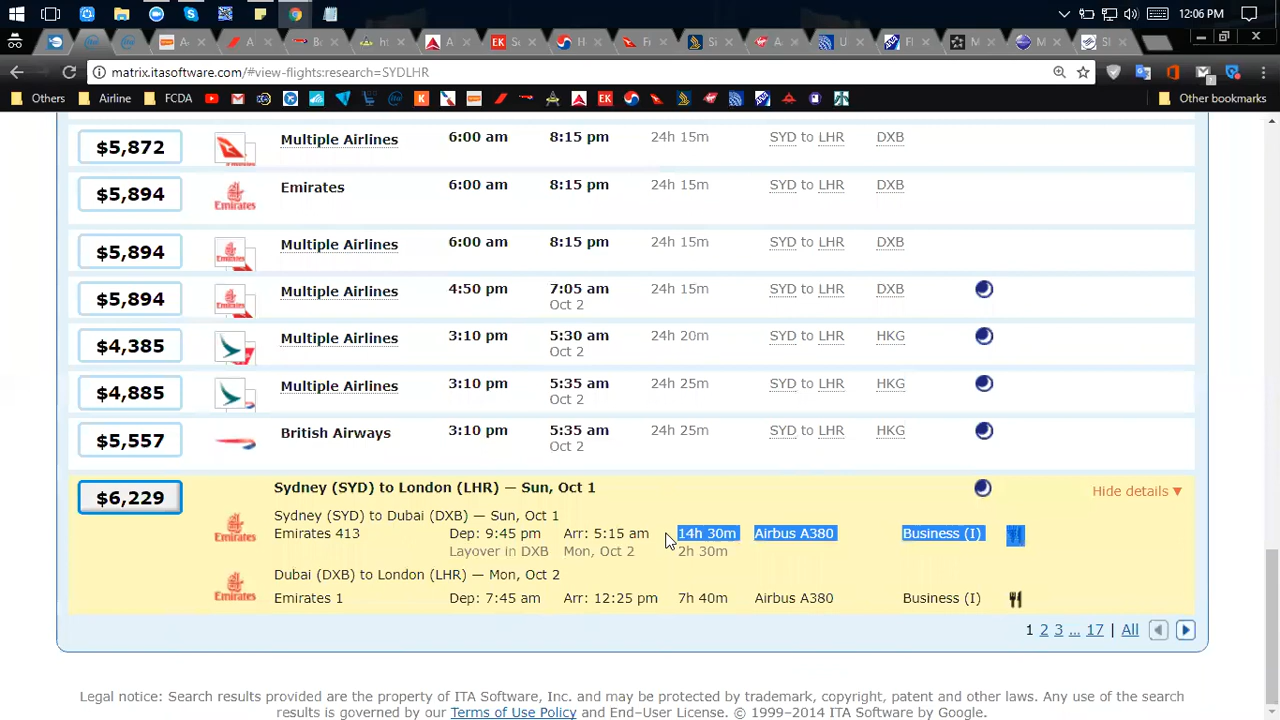 12:06 PM
matrix.itasoftware.com/#view-flights:research=SYDLHR
Others Airline FCDA Other bookmarks
$5,872 Multiple Airlines 6:00 am 8:15 pm 24h 15m SYD to LHR DXB
$5,894 Emirates Emirates 6:00 am 8:15 pm 24h 15m SYD to LHR DXB
$5,894 Multiple Airlines 6:00 am 8:15 pm 24h 15m SYD to LHR DXB
$5,894 Multiple Airlines 4:50 pm 7:05 am 24h 15m SYD to LHR DXB
Oct 2
$4,385 Multiple Airlines 3:10 pm 5:30 am 24h 20m SYD to LHR HKG
Oct 2
$4,885 Multiple Airlines 3:10 pm 5:35 am 24h 25m SYD to LHR HKG
Oct 2
$5,557 British Airways 3:10 pm 5:35 am 24h 25m SYD to LHR HKG
Oct 2
$6,229 Sydney (SYD) to London (LHR) — Sun, Oct 1 Hide details ▼
Sydney (SYD) to Dubai (DXB) — Sun, Oct 1
Emirates Emirates 413 Dep: 9:45 pm Arr: 5:15 am 14h 30m Airbus A380 Business (I)
Layover in DXB Mon, Oct 2 2h 30m
Dubai (DXB) to London (LHR) — Mon, Oct 2
Emirates Emirates 1 Dep: 7:45 am Arr: 12:25 pm 7h 40m Airbus A380 Business (I)
1 2 3 ... 17 | All
Legal notice: Search results provided are the property of ITA Software, Inc. and may be protected by trademark, copyright, patent and other laws. Any use of the search
results is governed by our Terms of Use Policy and End–User License. © 1999–2014 ITA Software by Google.